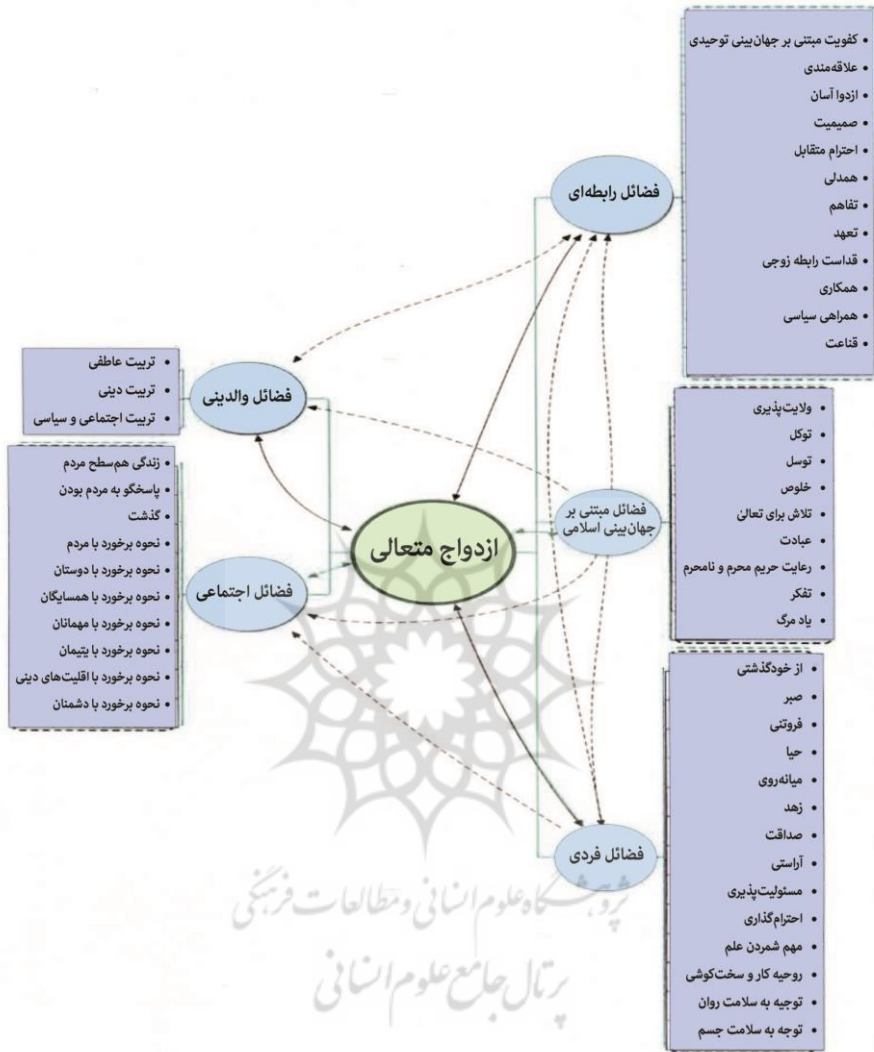 • کفویت مبتنی بر جهان‌بینی توحیدی
• علاقه‌مندی
• ازدوا آسان
• صمیمیت
• احترام متقابل
• همدلی
• تفاهم
• تعهد
• قداست رابطه زوجی
• همکاری
• همراهی سیاسی
• قناعت
فضائل رابطه‌ای
• ولایت‌پذیری
• توکل
• توسل
• خلوص
• تلاش برای تعالی
• عبادت
• رعایت حریم محرم و نامحرم
• تفکر
• یاد مرگ
فضائل مبتنی بر
جهان‌بینی اسلامی
• از خودگذشتی
• صبر
• فروتنی
• حیا
• میانه‌روی
• زهد
• صداقت
• آراستی
• مسئولیت‌پذیری
• احترام‌گذاری
• مهم شمردن علم
• روحیه کار و سخت‌کوشی
• توجیه به سلامت روان
• توجه به سلامت جسم
فضائل فردی
ازدواج متعالی
فضائل والدینی
• تربیت عاطفی
• تربیت دینی
• تربیت اجتماعی و سیاسی
فضائل اجتماعی
• زندگی هم‌سطح مردم
• پاسخگو به مردم بودن
• گذشت
• نحوه برخورد با مردم
• نحوه برخورد با دوستان
• نحوه برخورد با همسایگان
• نحوه برخورد با مهمانان
• نحوه برخورد با یتیمان
• نحوه برخورد با اقلیت‌های دینی
• نحوه برخورد با دشمنان
پژوهشگاه علوم انسانی و مطالعات فرهنگی
پرتال جامع علوم انسانی